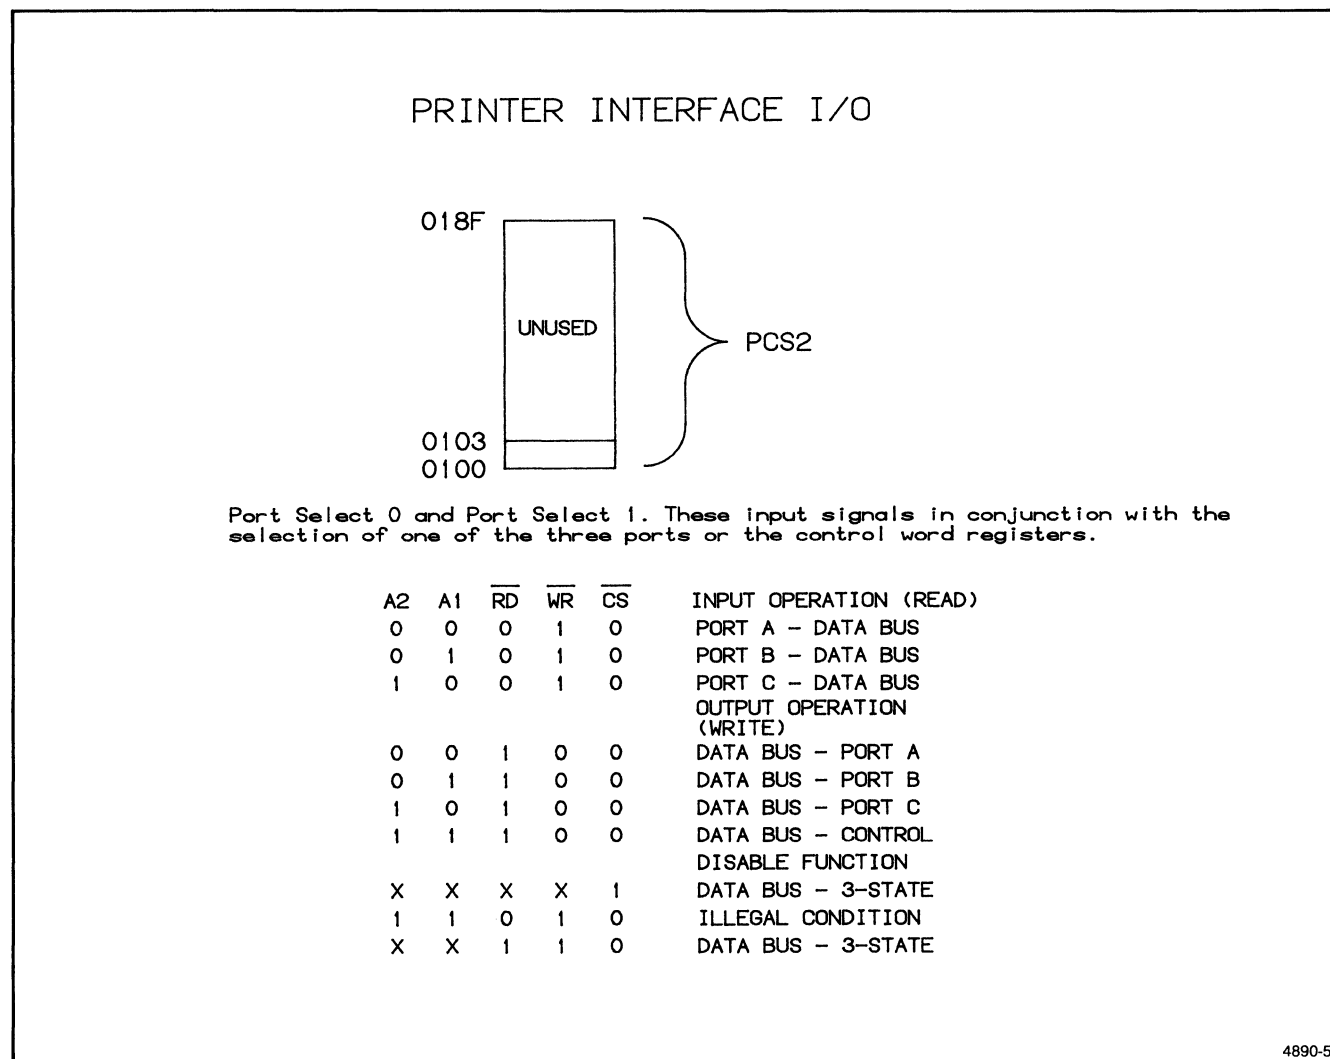 PRINTER INTERFACE I/O
018F
UNUSED
PCS2
0103
0100
Port Select 0 and Port Select 1. These input signals in conjunction with the
selection of one of the three ports or the control word registers.
A2 A1 R̅D̅ W̅R̅ C̅S̅ INPUT OPERATION (READ)
0 0 0 1 0 PORT A – DATA BUS
0 1 0 1 0 PORT B – DATA BUS
1 0 0 1 0 PORT C – DATA BUS
OUTPUT OPERATION
(WRITE)
0 0 1 0 0 DATA BUS – PORT A
0 1 1 0 0 DATA BUS – PORT B
1 0 1 0 0 DATA BUS – PORT C
1 1 1 0 0 DATA BUS – CONTROL
DISABLE FUNCTION
X X X X 1 DATA BUS – 3–STATE
1 1 0 1 0 ILLEGAL CONDITION
X X 1 1 0 DATA BUS – 3–STATE
4890-5